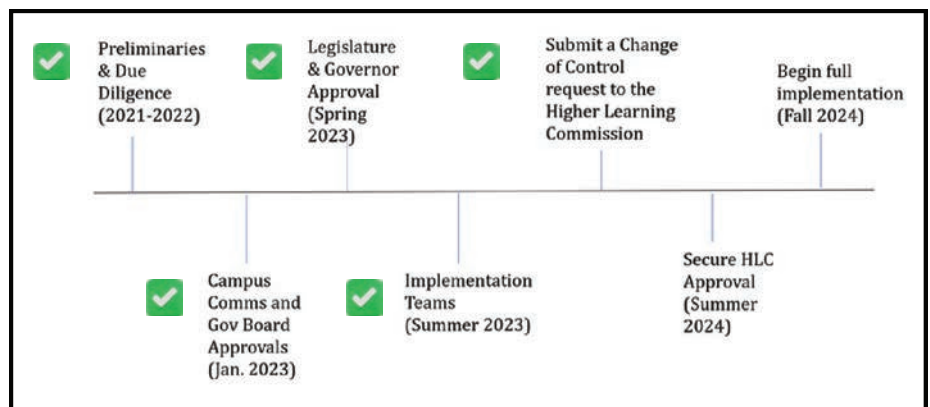 Preliminaries
& Due
Diligence
(2021-2022)
Legislature
& Governor
Approval
(Spring
2023)
Submit a Change
of Control
request to the
Higher Learning
Commission
Begin full
implementation
(Fall 2024)
Campus
Comms and
Gov Board
Approvals
(Jan. 2023)
Implementation
Teams
(Summer 2023)
Secure HLC
Approval
(Summer
2024)